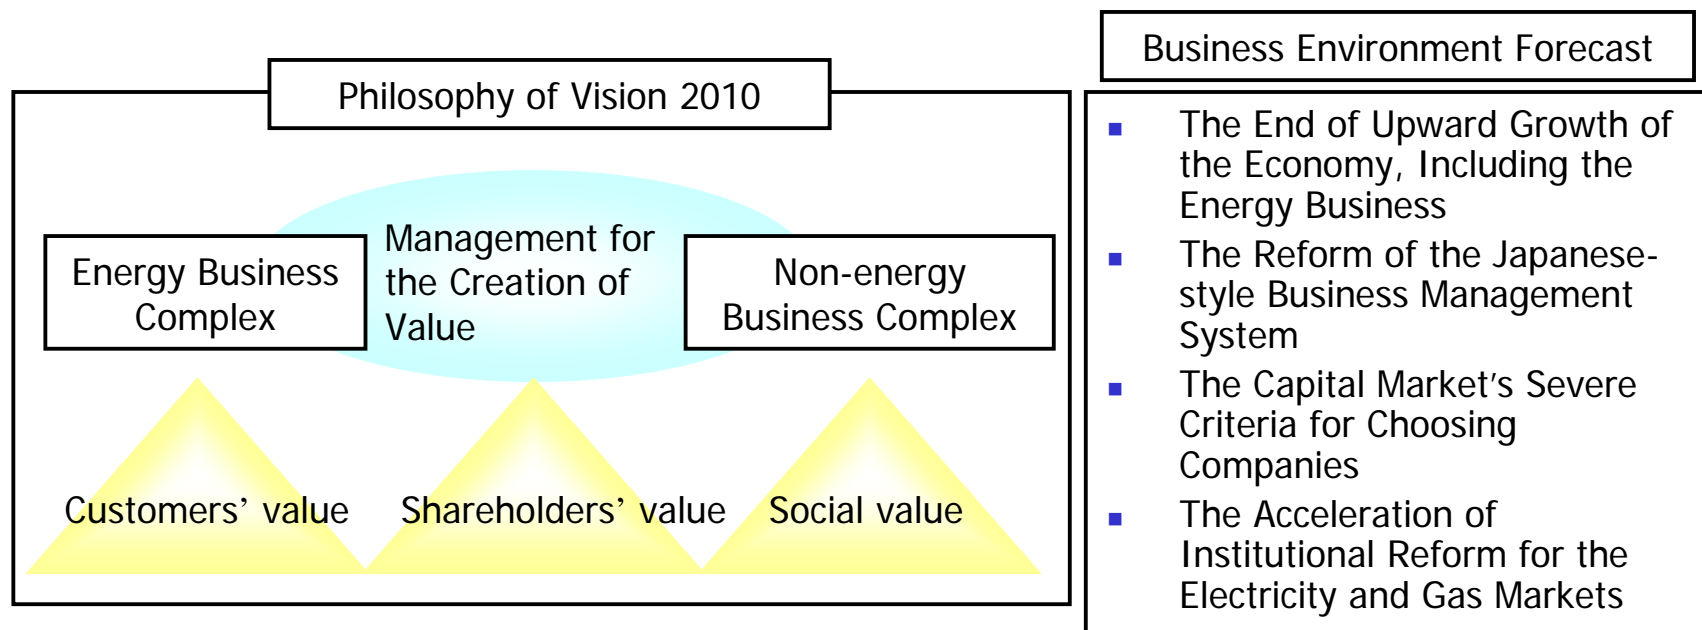 Philosophy of Vision 2010
Energy Business
Complex
Management for
the Creation of
Value
Non-energy
Business Complex
Customers’ value
Shareholders’ value
Social value
Business Environment Forecast
The End of Upward Growth of
the Economy, Including the
Energy Business
The Reform of the Japanese-
style Business Management
System
The Capital Market’s Severe
Criteria for Choosing
Companies
The Acceleration of
Institutional Reform for the
Electricity and Gas Markets